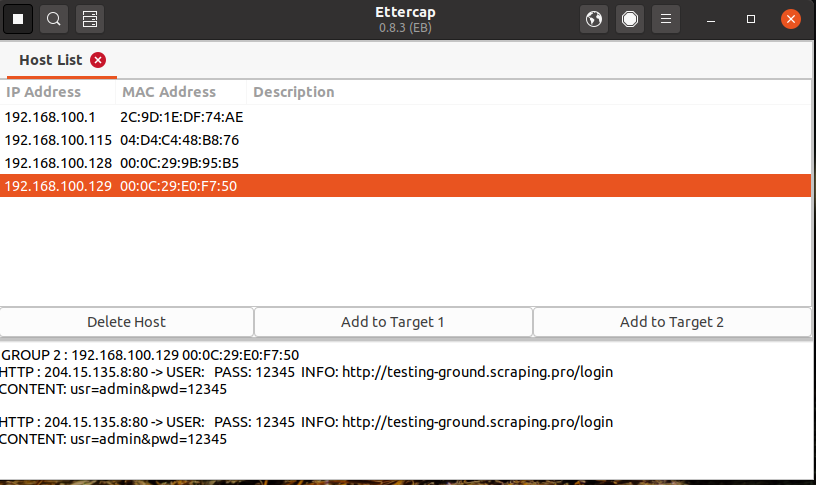 Ettercap
0.8.3 (EB)
Host List
IP Address MAC Address Description
192.168.100.1 2C:9D:1E:DF:74:AE
192.168.100.115 04:D4:C4:48:B8:76
192.168.100.128 00:0C:29:9B:95:B5
192.168.100.129 00:0C:29:E0:F7:50
Delete Host Add to Target 1 Add to Target 2
GROUP 2 : 192.168.100.129 00:0C:29:E0:F7:50
HTTP : 204.15.135.8:80 -> USER: PASS: 12345 INFO: http://testing-ground.scraping.pro/login
CONTENT: usr=admin&pwd=12345
HTTP : 204.15.135.8:80 -> USER: PASS: 12345 INFO: http://testing-ground.scraping.pro/login
CONTENT: usr=admin&pwd=12345